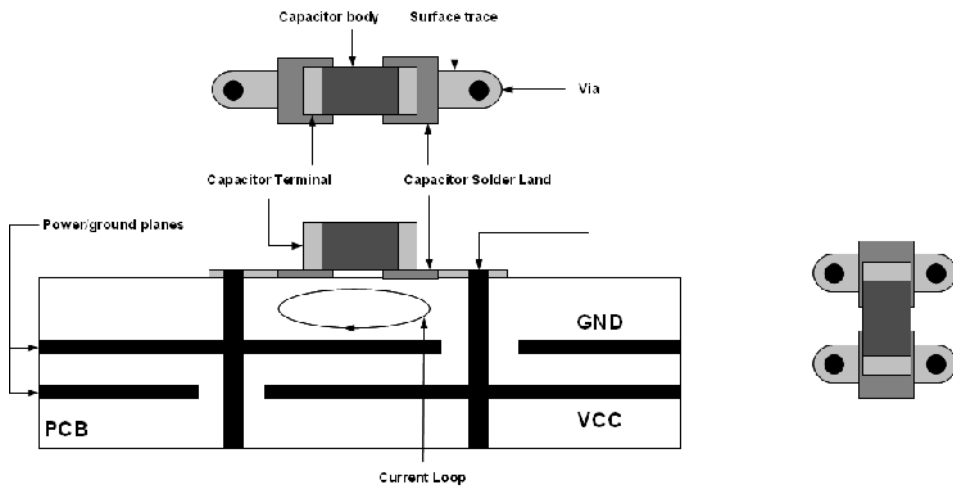 Capacitor body
Surface trace
Via
Capacitor Terminal
Capacitor Solder Land
Power/ground planes
GND
PCB
VCC
Current Loop